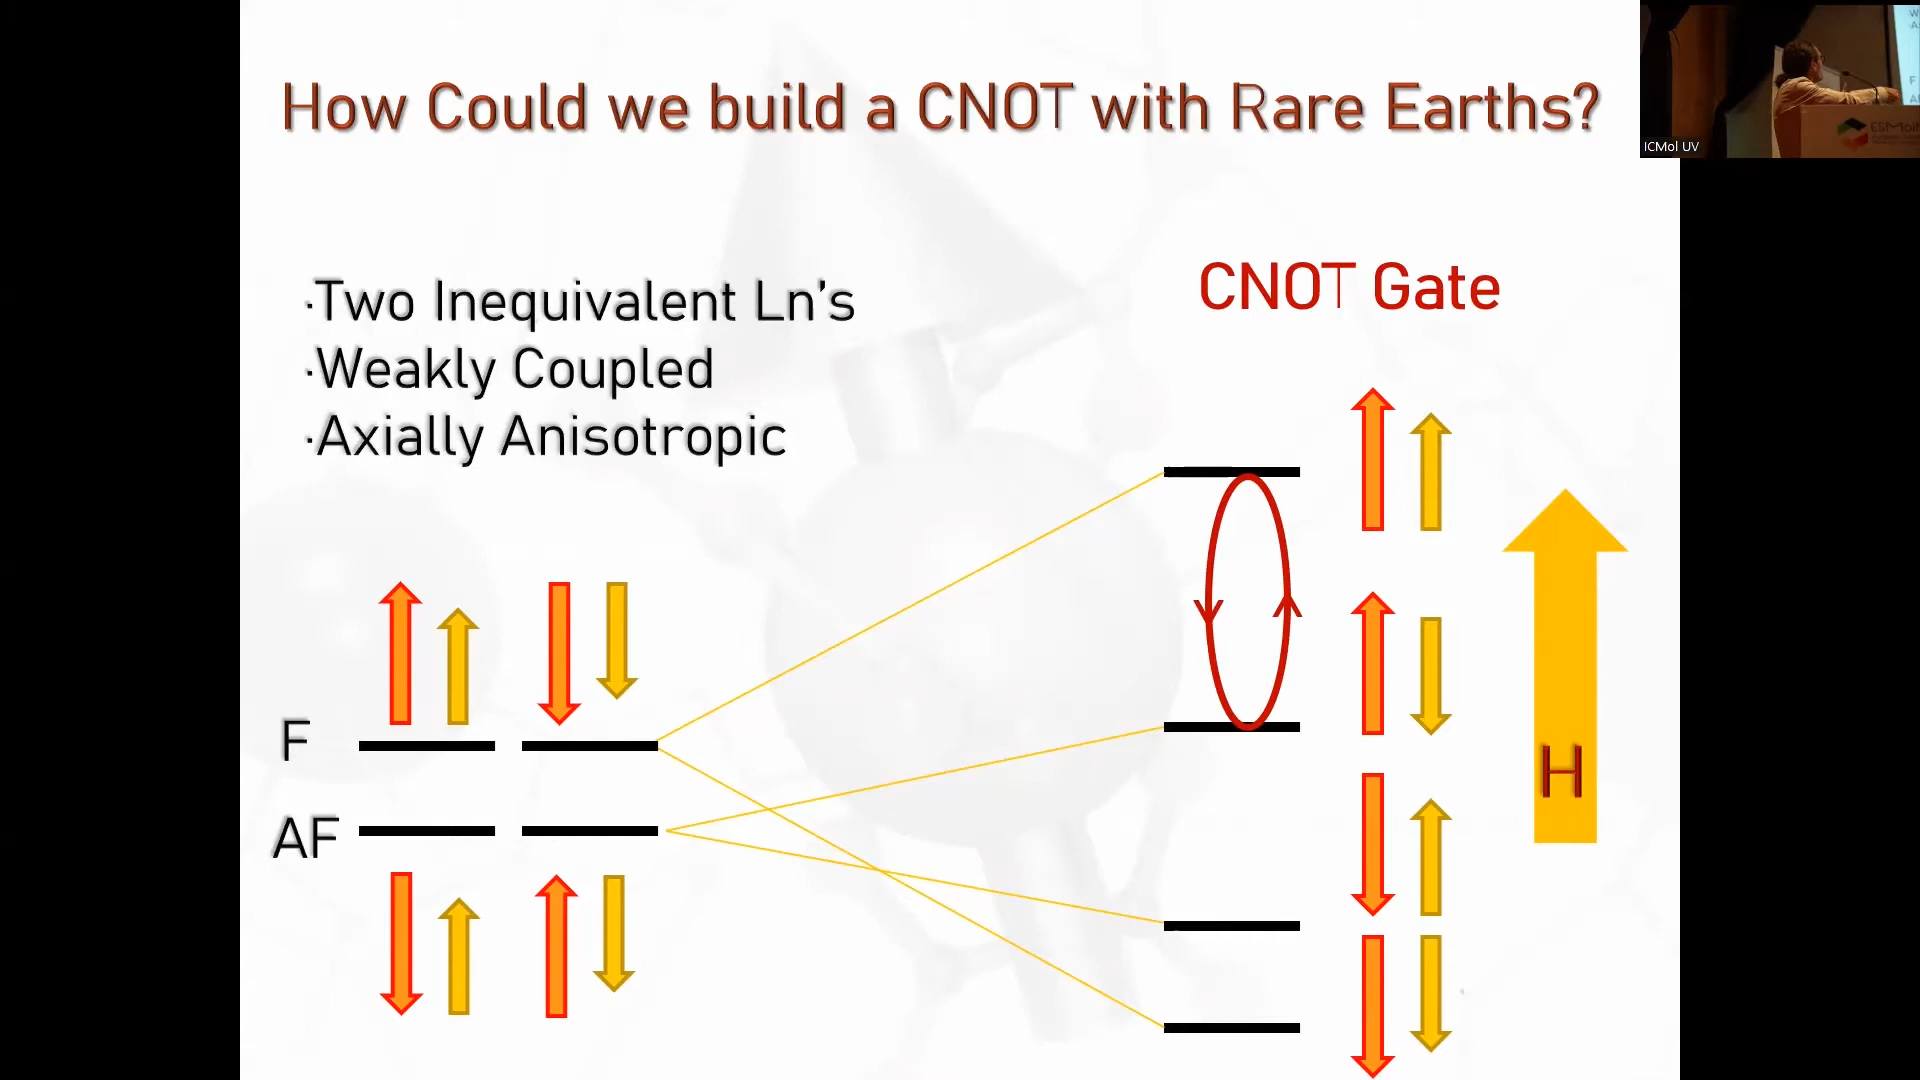 How Could we build a CNOT with Rare Earths?
ICMol UV
·Two Inequivalent Ln's
·Weakly Coupled
·Axially Anisotropic
CNOT Gate
F
AF
H